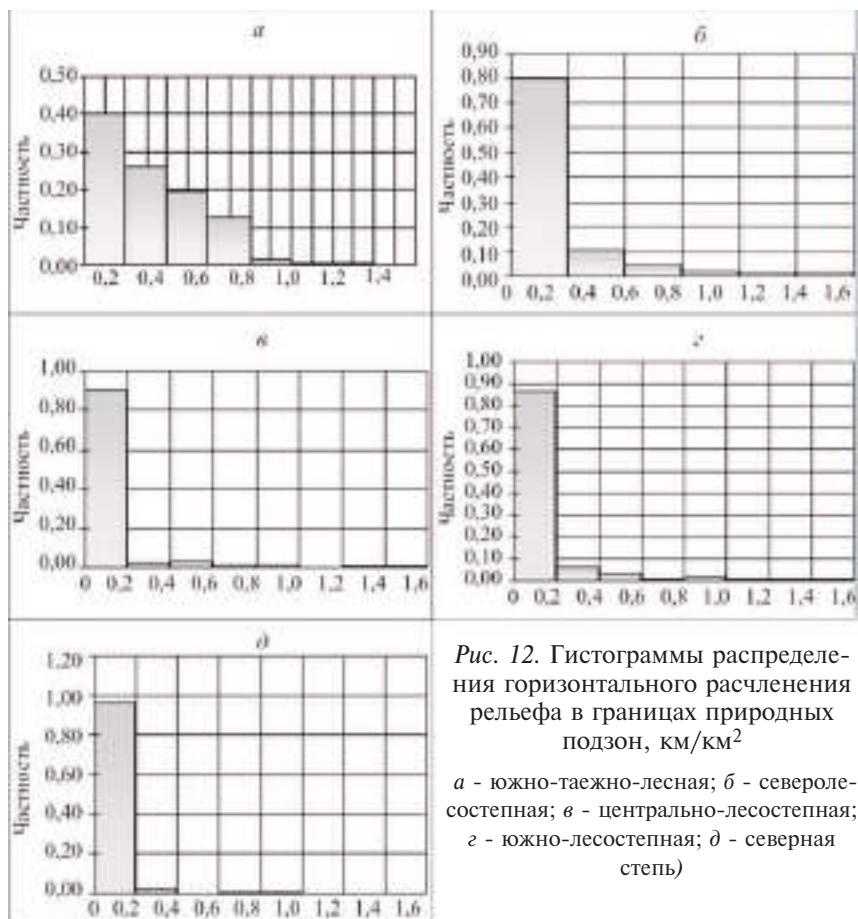 а
0,50
0,40
0,30
0,20
0,10
0,00
Частность
0,2 0,4 0,6 0,8 1,0 1,2 1,4
б
0,90
0,80
0,70
0,60
0,50
0,40
0,30
0,20
0,10
0,00
Частность
0 0,2 0,4 0,6 0,8 1,0 1,2 1,4 1,6
в
1,00
0,80
0,60
0,40
0,20
0,00
Частность
0 0,2 0,4 0,6 0,8 1,0 1,2 1,4 1,6
г
1,00
0,90
0,80
0,70
0,60
0,50
0,40
0,30
0,20
0,10
0,00
Частность
0 0,2 0,4 0,6 0,8 1,0 1,2 1,4 1,6
д
1,20
1,00
0,80
0,60
0,40
0,20
0,00
Частность
0 0,2 0,4 0,6 0,8 1,0 1,2 1,4 1,6
Рис. 12. Гистограммы распределе-
ния горизонтального расчленения
рельефа в границах природных
подзон, км/км²
а - южно-таежно-лесная; б - североле-
состепная; в - центрально-лесостепная;
г - южно-лесостепная; д - северная
степь)